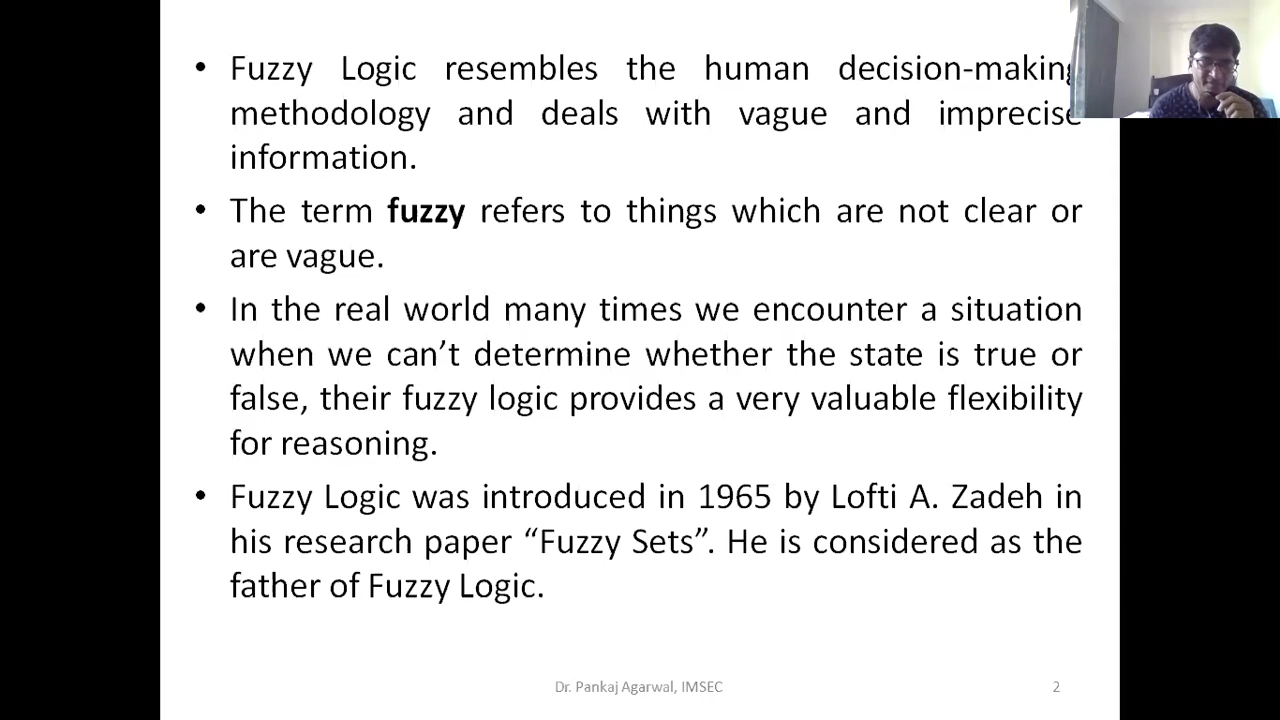 • Fuzzy Logic resembles the human decision-making
methodology and deals with vague and imprecise
information.
• The term fuzzy refers to things which are not clear or
are vague.
• In the real world many times we encounter a situation
when we can’t determine whether the state is true or
false, their fuzzy logic provides a very valuable flexibility
for reasoning.
• Fuzzy Logic was introduced in 1965 by Lofti A. Zadeh in
his research paper “Fuzzy Sets”. He is considered as the
father of Fuzzy Logic.
Dr. Pankaj Agarwal, IMSEC
2